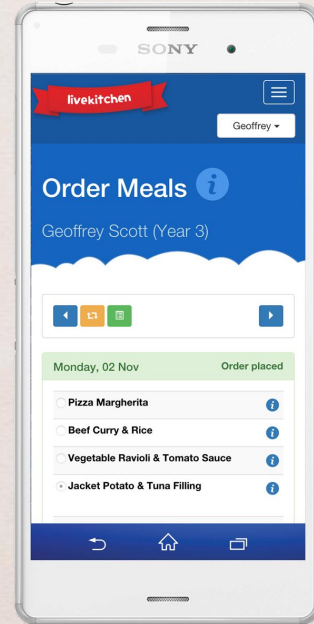 SONY
livekitchen
Geoffrey
Order Meals i
Geoffrey Scott (Year 3)
Monday, 02 Nov Order placed
Pizza Margherita i
Beef Curry & Rice i
Vegetable Ravioli & Tomato Sauce i
Jacket Potato & Tuna Filling i